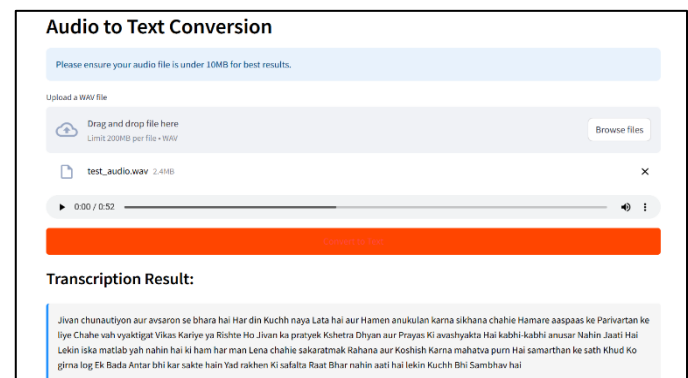 Audio to Text Conversion
Please ensure your audio file is under 10MB for best results.
Upload a WAV file
Drag and drop file here
Limit 200MB per file • WAV
Browse files
test_audio.wav 2.4MB
0:00 / 0:52
Transcription Result:
Jivan chunautiyon aur avsaron se bhara hai Har din Kuchh naya Lata hai aur Hamen anukulan karna sikhana chahie Hamare aaspaas ke Parivartan ke
liye Chahe vah vyaktigat Vikas Kariye ya Rishte Ho Jivan ka pratyek Kshetra Dhyan aur Prayas Ki avashyakta Hai kabhi-kabhi anusar Nahin Jaati Hai
Lekin iska matlab yah nahin hai ki ham har man Lena chahie sakaratmak Rahana aur Koshish Karna mahatva purn Hai samarthan ke sath Khud Ko
girna log Ek Bada Antar bhi kar sakte hain Yad rakhen Ki safalta Raat Bhar nahin aati hai lekin Kuchh Bhi Sambhav hai